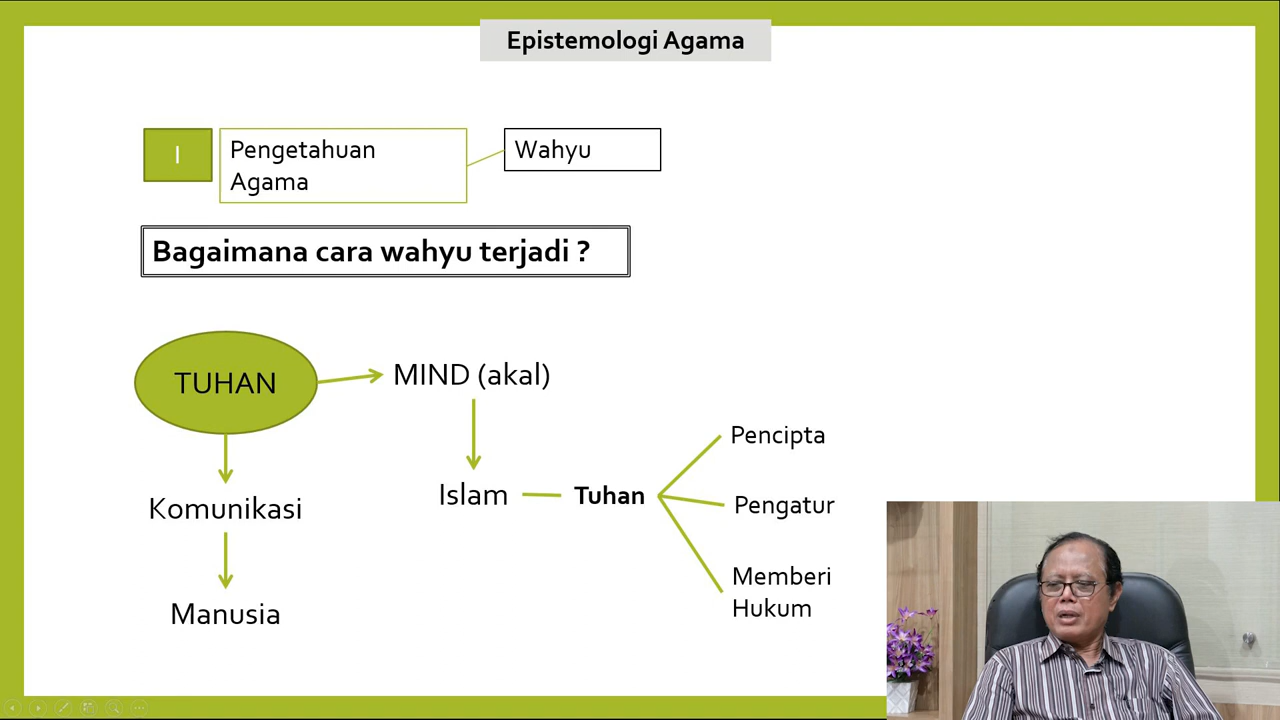 Epistemologi Agama
I
Pengetahuan
Agama
Wahyu
Bagaimana cara wahyu terjadi ?
TUHAN
MIND (akal)
Komunikasi
Manusia
Islam
Tuhan
Pencipta
Pengatur
Memberi
Hukum